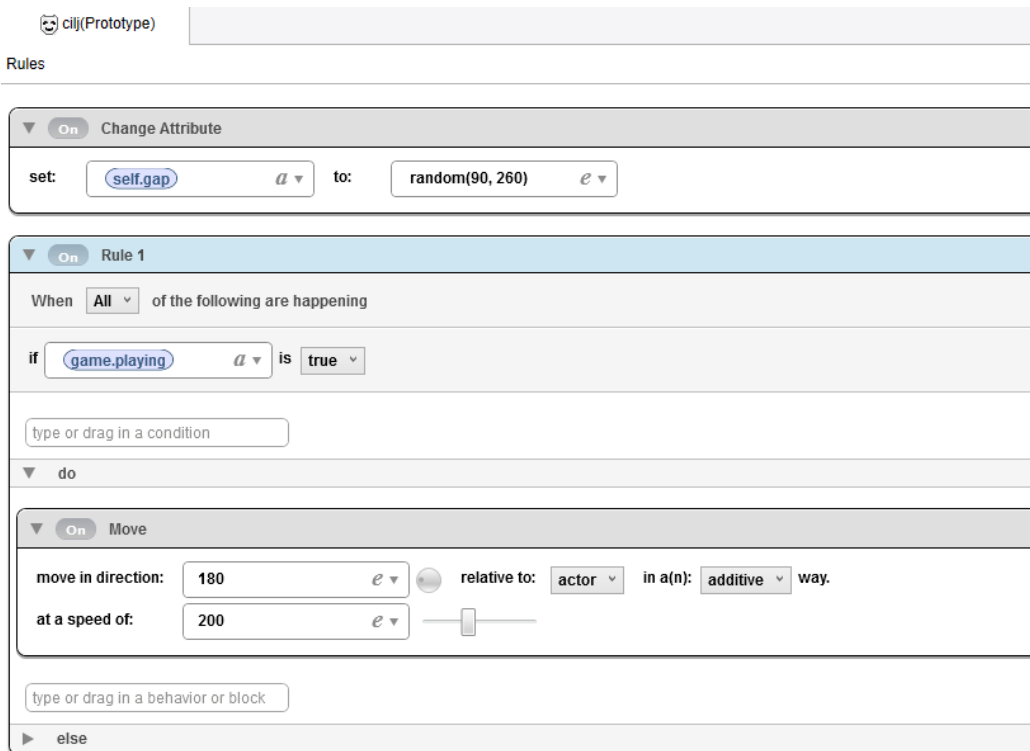 cilj(Prototype)
Rules
On Change Attribute
set: self.gap a to: random(90, 260) e
On Rule 1
When All of the following are happening
if game.playing a is true
type or drag in a condition
do
On Move
move in direction: 180 e relative to: actor in a(n): additive way.
at a speed of: 200 e
type or drag in a behavior or block
else